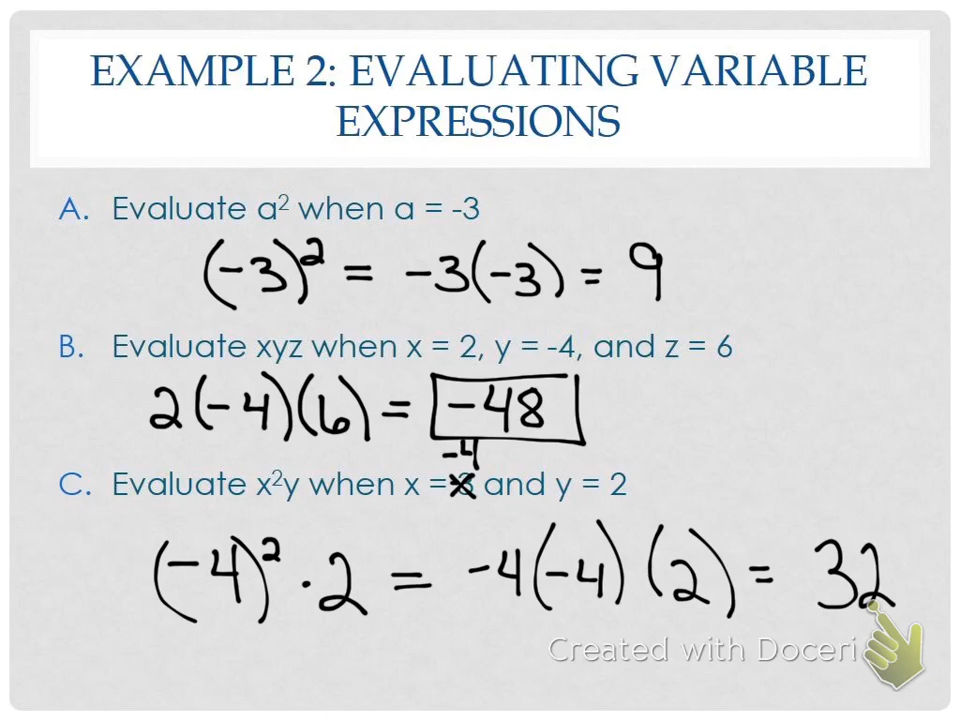 EXAMPLE 2: EVALUATING VARIABLE
EXPRESSIONS
A. Evaluate a² when a = -3
(-3)² = -3(-3) = 9
B. Evaluate xyz when x = 2, y = -4, and z = 6
2(-4)(6) = -48
-4
C. Evaluate x²y when x = 3 and y = 2
(-4)² · 2 = -4(-4)(2) = 32
Created with Doceri